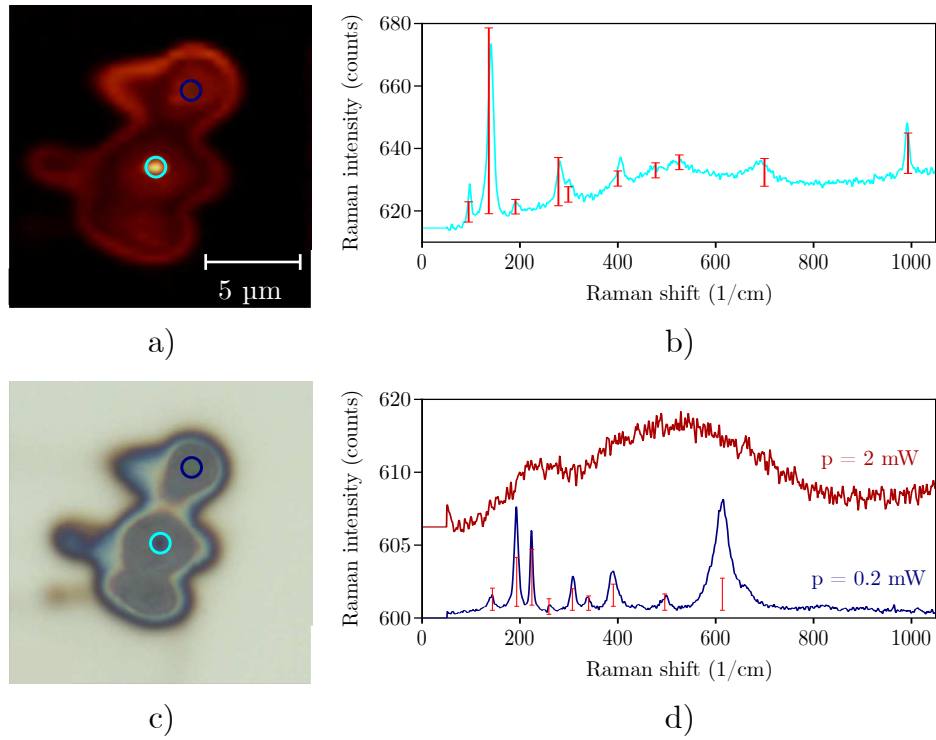 5 µm
a)
Raman intensity (counts)
680
660
640
620
0 200 400 600 800 1000
Raman shift (1/cm)
b)
c)
Raman intensity (counts)
620
610
605
600
p = 2 mW
p = 0.2 mW
0 200 400 600 800 1000
Raman shift (1/cm)
d)